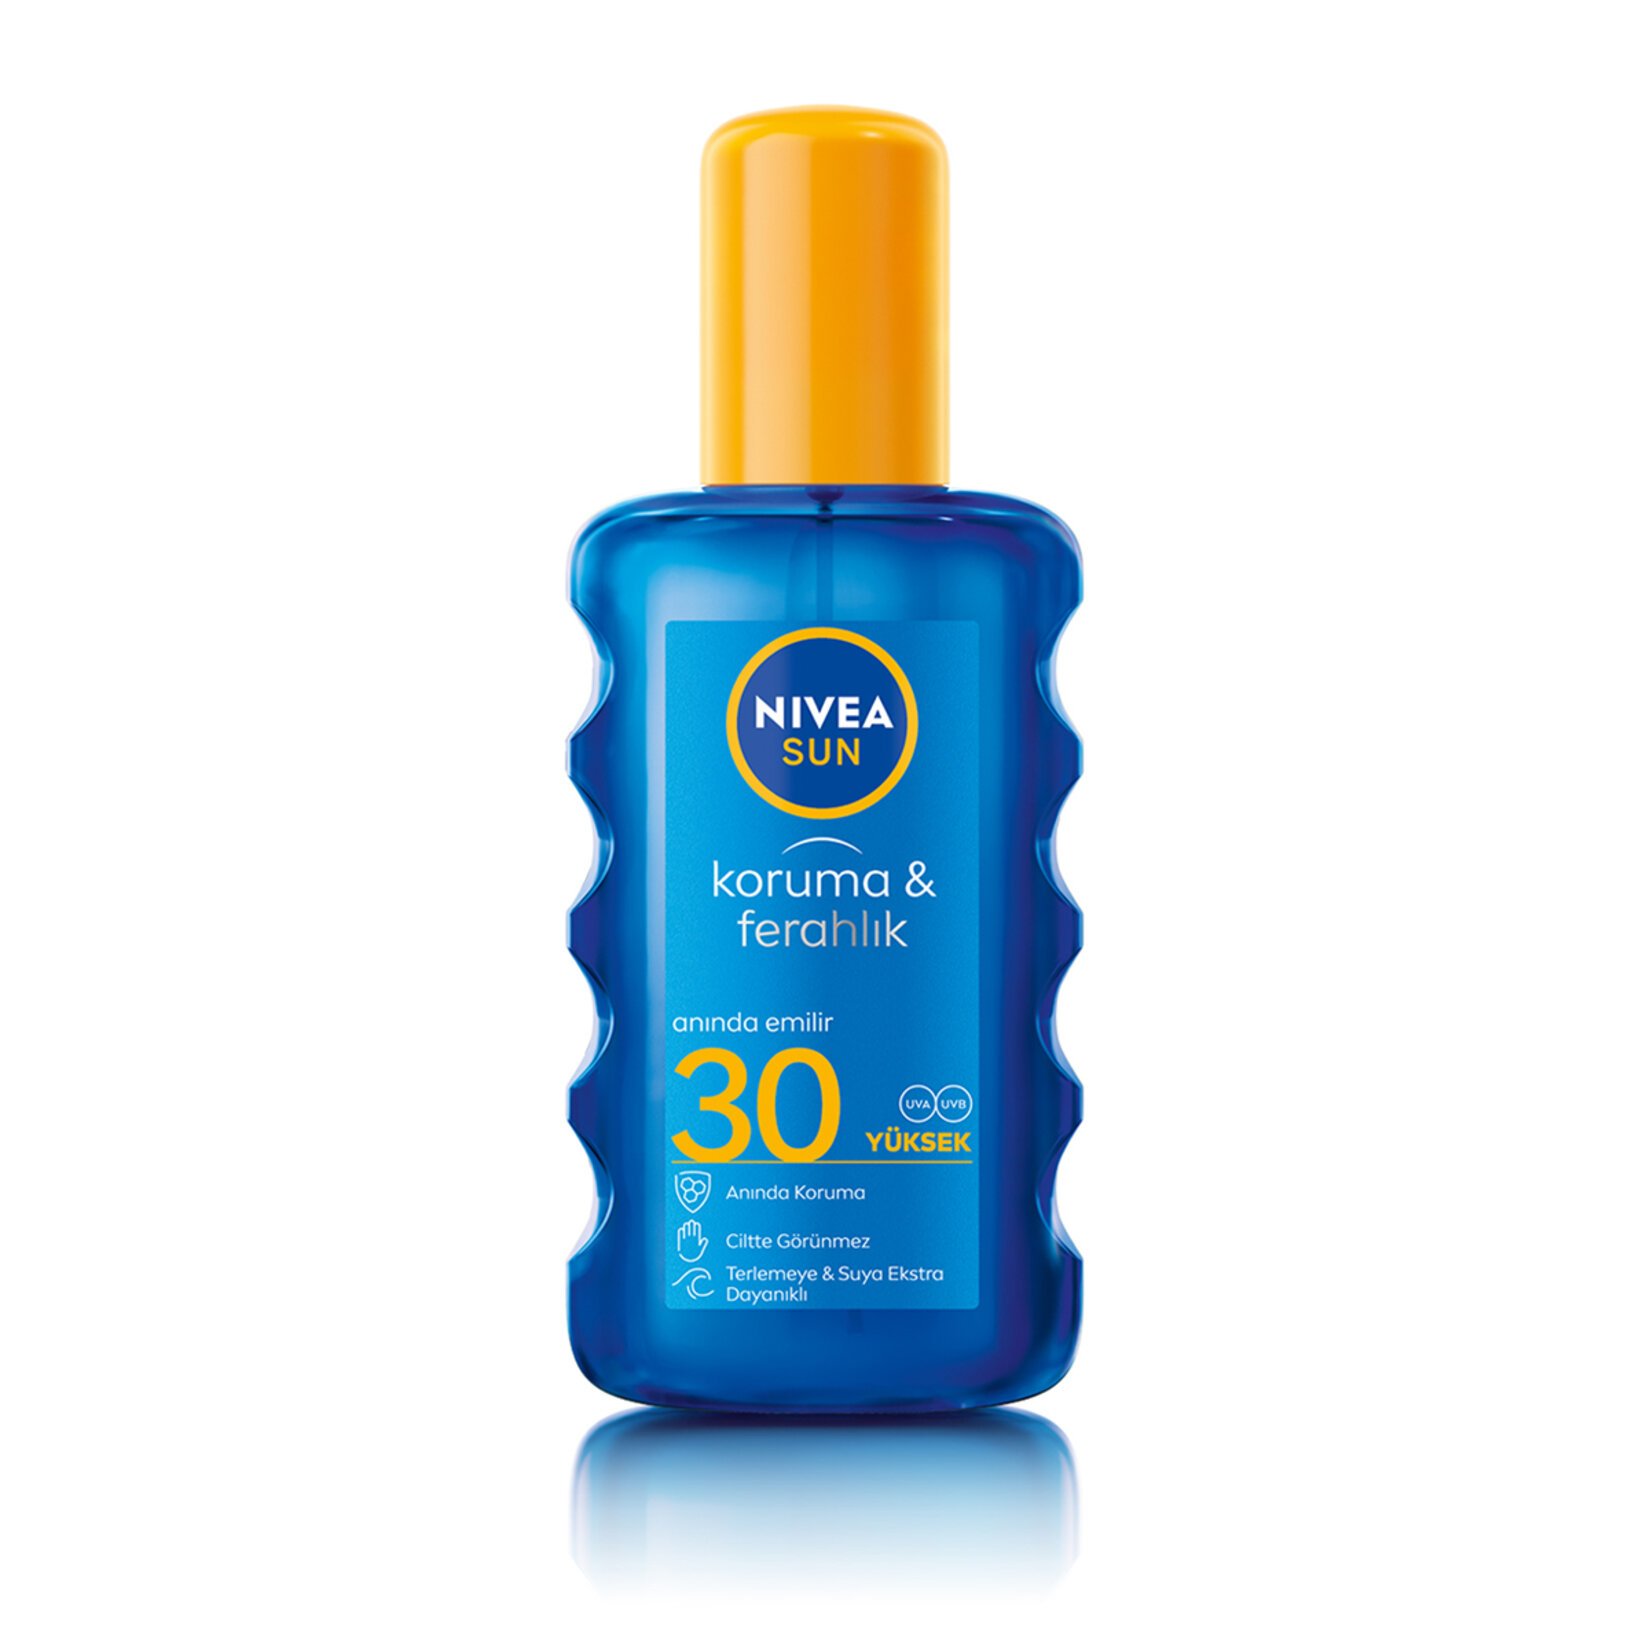 NIVEA
SUN
koruma &
ferahlık
anında emilir
30
UVA UVB
YÜKSEK
Anında Koruma
Ciltte Görünmez
Terlemeye & Suya Ekstra
Dayanıklı